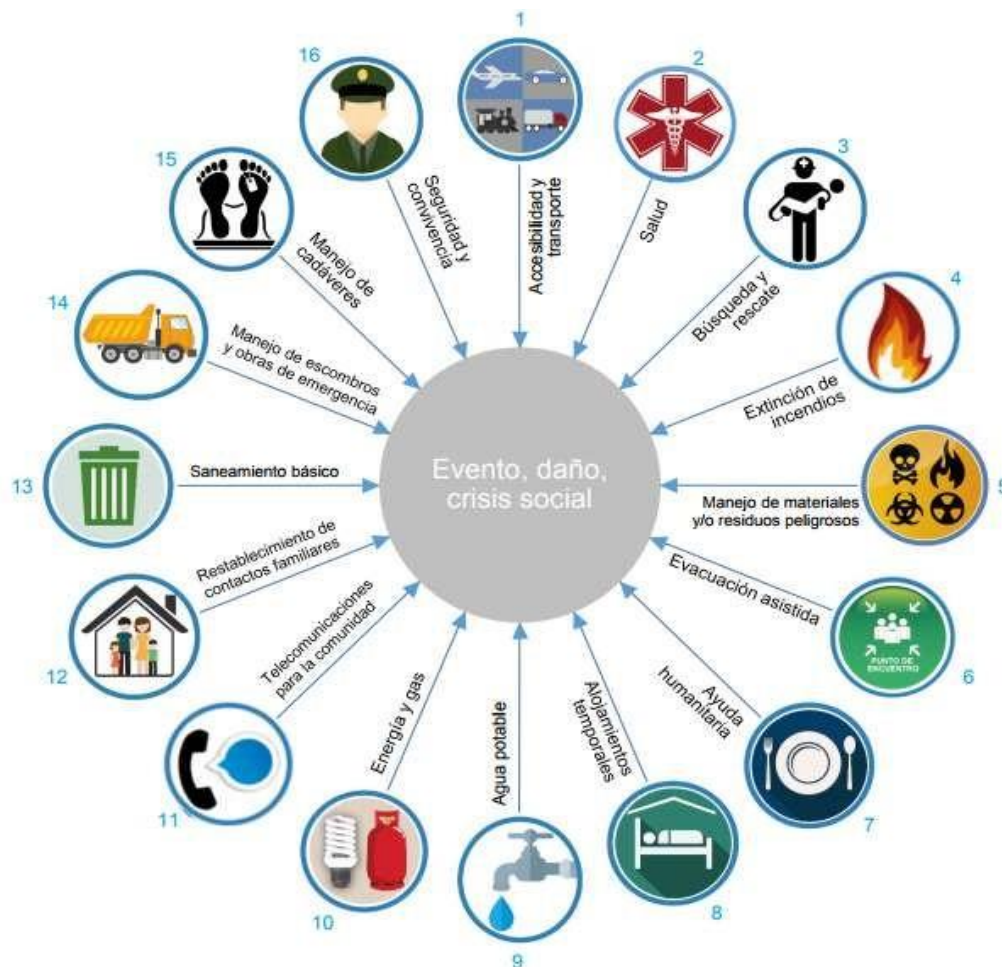 1
Accesibilidad y
transporte
2
Salud
3
Búsqueda y
rescate
4
Extinción de
incendios
5
Manejo de materiales
y/o residuos peligrosos
6
Evacuación asistida
PUNTO DE
ENCUENTRO
7
Ayuda
humanitaria
8
Alojamientos
temporales
9
Agua potable
10
Energía y gas
11
Telecomunicaciones
para la comunidad
12
Restablecimiento de
contactos familiares
13
Saneamiento básico
14
Manejo de escombros
y obras de emergencia
15
Manejo de
cadáveres
16
Seguridad y
convivencia
Evento, daño,
crisis social